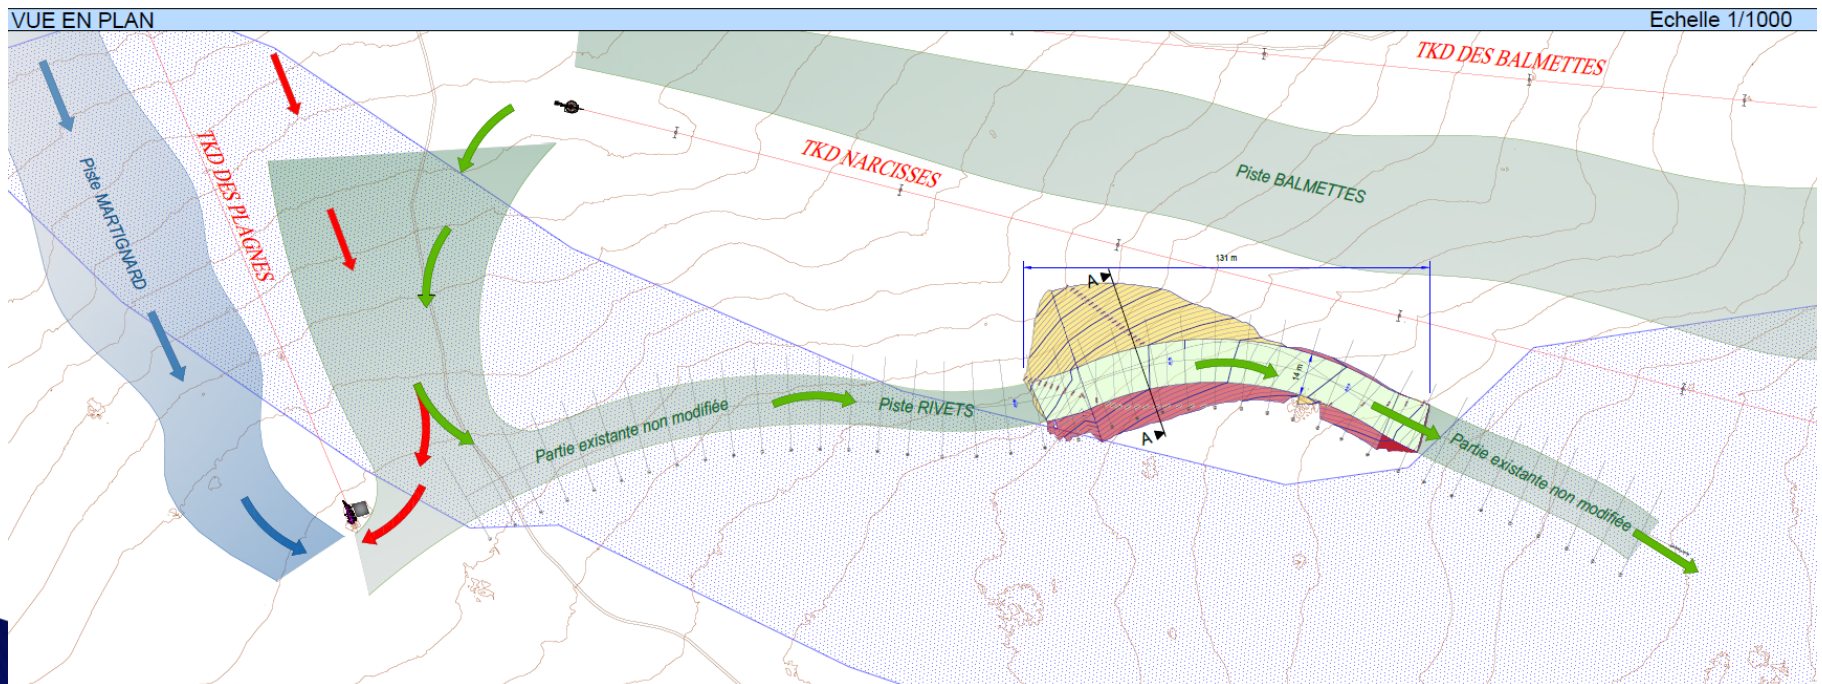 VUE EN PLAN
Echelle 1/1000
TKD DES BALMETTES
TKD DES PLAGNES
TKD NARCISSES
Piste MARTIGNARD
Piste BALMETTES
131 m
A
14 m
Piste RIVETS
Partie existante non modifiée
A
Partie existante non modifiée